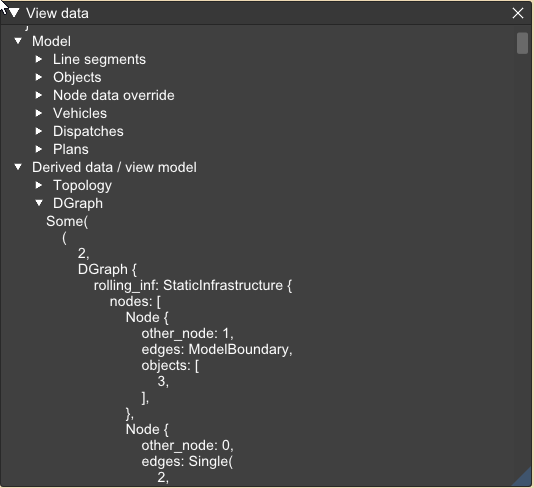 View data
}
Model
Line segments
Objects
Node data override
Vehicles
Dispatches
Plans
Derived data / view model
Topology
DGraph
Some(
(
2,
DGraph {
rolling_inf: StaticInfrastructure {
nodes: [
Node {
other_node: 1,
edges: ModelBoundary,
objects: [
3,
],
},
Node {
other_node: 0,
edges: Single(
2,